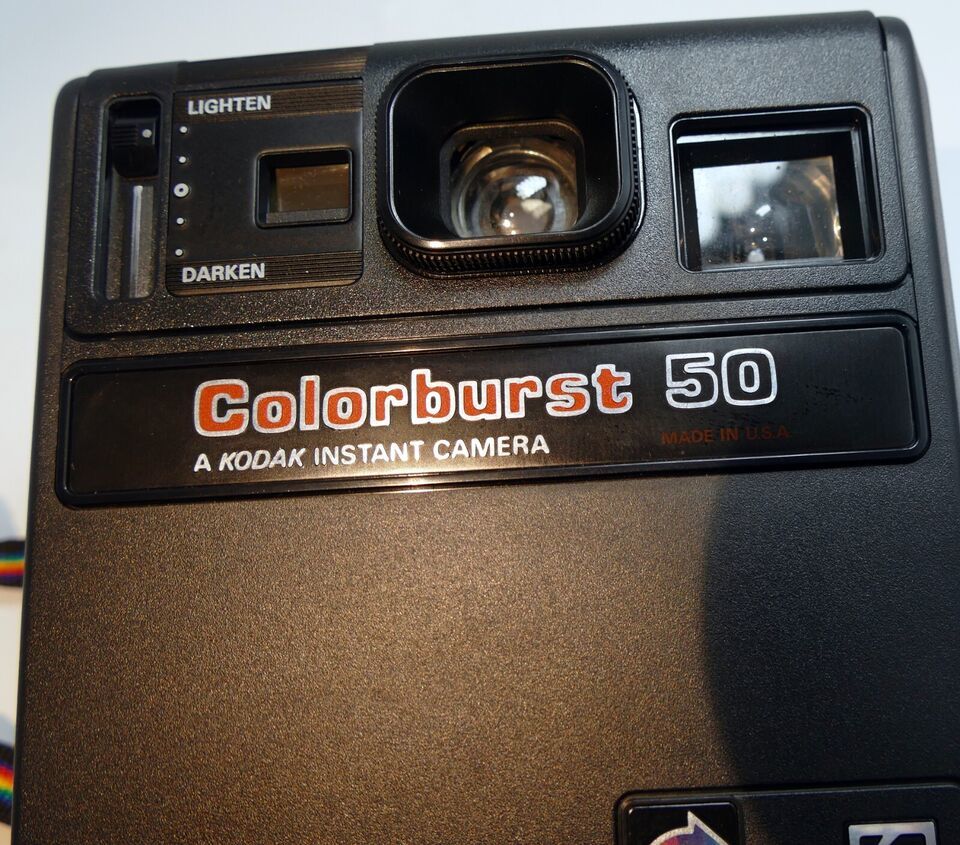 LIGHTEN
DARKEN
Colorburst 50
A KODAK INSTANT CAMERA
MADE IN U.S.A.